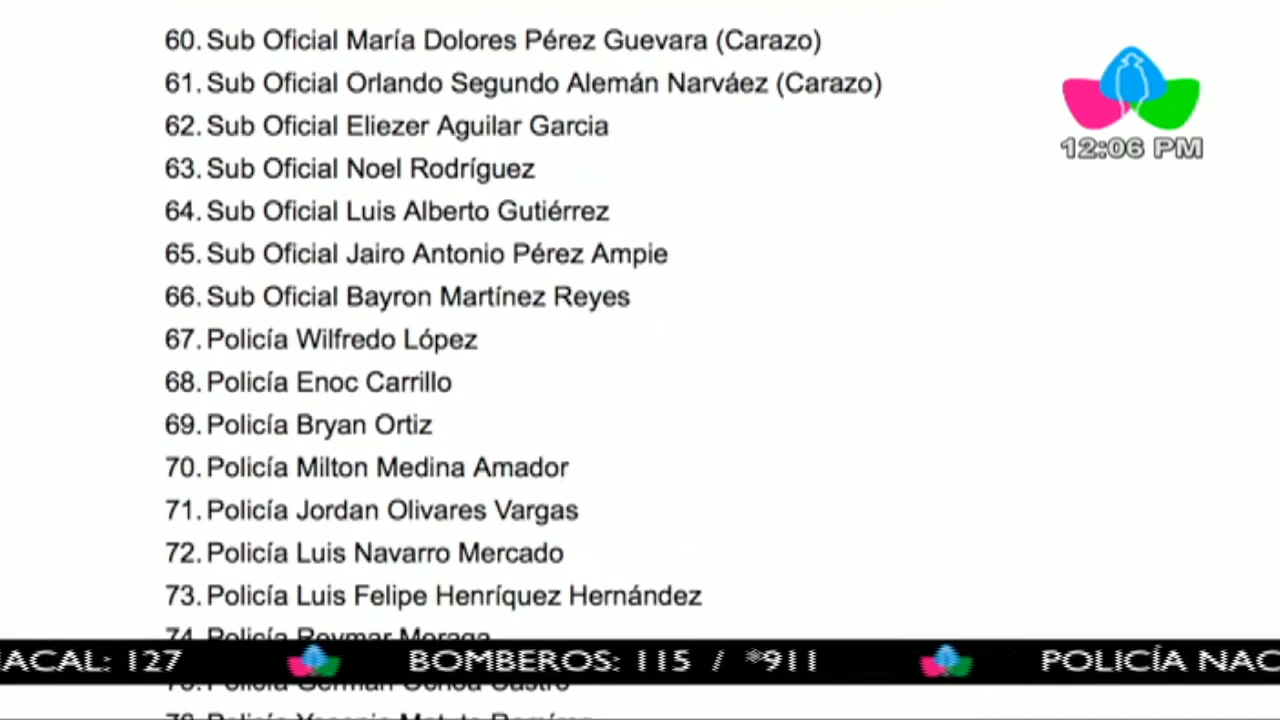 60. Sub Oficial María Dolores Pérez Guevara (Carazo)
61. Sub Oficial Orlando Segundo Alemán Narváez (Carazo)
62. Sub Oficial Eliezer Aguilar Garcia
63. Sub Oficial Noel Rodríguez
64. Sub Oficial Luis Alberto Gutiérrez
65. Sub Oficial Jairo Antonio Pérez Ampie
66. Sub Oficial Bayron Martínez Reyes
67. Policía Wilfredo López
68. Policía Enoc Carrillo
69. Policía Bryan Ortiz
70. Policía Milton Medina Amador
71. Policía Jordan Olivares Vargas
72. Policía Luis Navarro Mercado
73. Policía Luis Felipe Henríquez Hernández
74. Policía Reymar Moraga
12:06 PM
ACAL: 127 BOMBEROS: 115 / *911 POLICÍA NAC